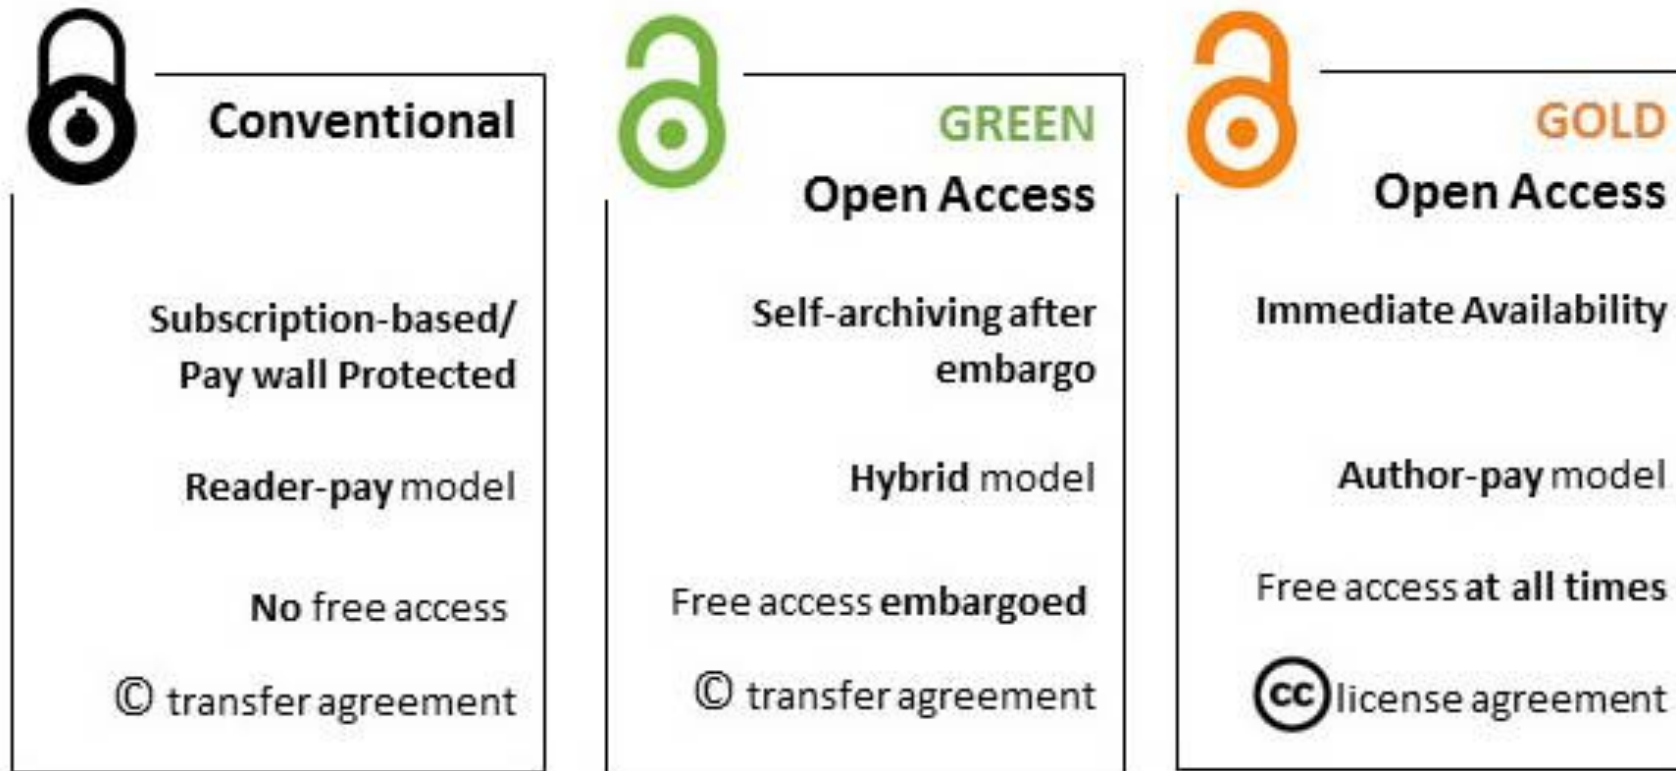 Conventional
Subscription-based/
Pay wall Protected
Reader-pay model
No free access
© transfer agreement
GREEN
Open Access
Self-archiving after
embargo
Hybrid model
Free access embargoed
© transfer agreement
GOLD
Open Access
Immediate Availability
Author-pay model
Free access at all times
cc license agreement